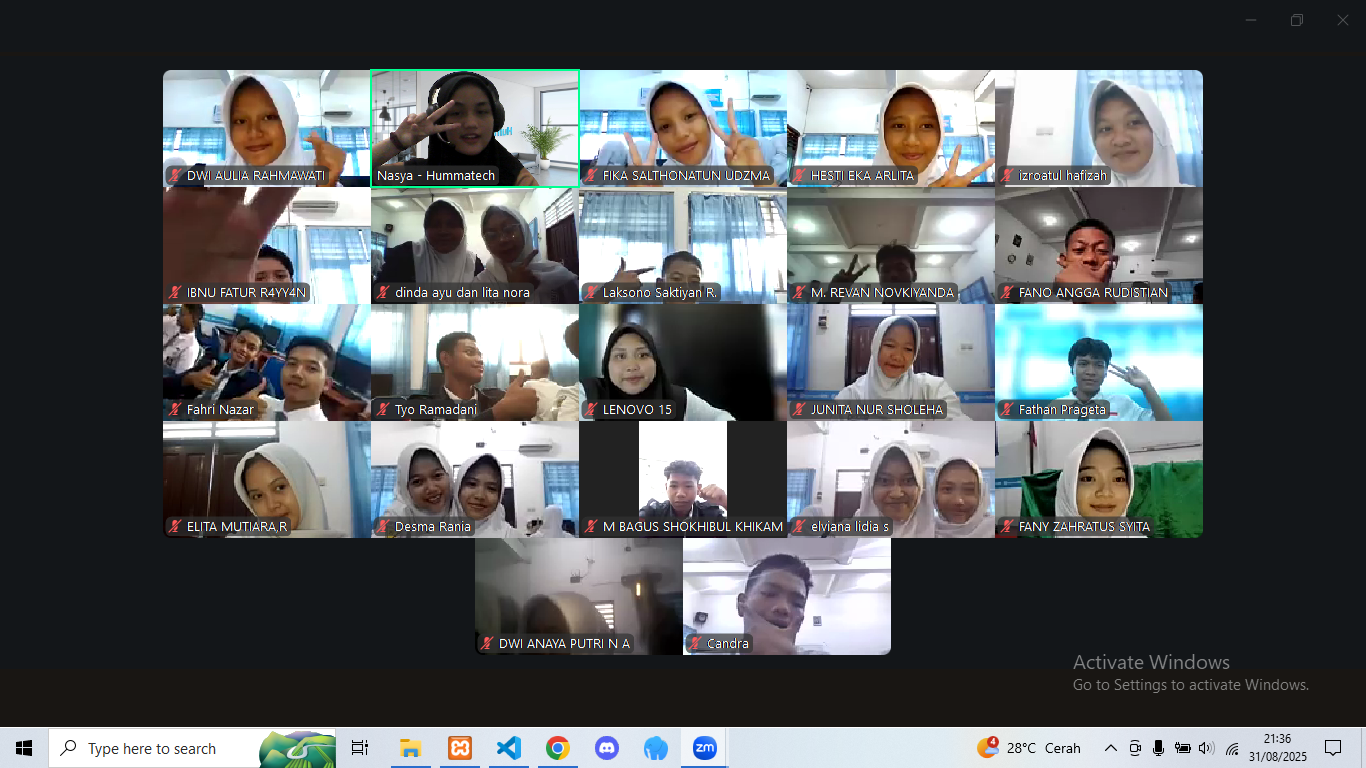 DWI AULIA RAHMAWATI
Nasya - Hummatech
FIKA SALTHONATUN UDZMA
HESTI EKA ARLITA
izroatul hafizah
IBNU FATUR R4YY4N
dinda ayu dan lita nora
Laksono Saktiyan R.
M. REVAN NOVKIYANDA
FANO ANGGA RUDISTIAN
Fahri Nazar
Tyo Ramadani
LENOVO 15
JUNITA NUR SHOLEHA
Fathan Prageta
ELITA MUTIARA,R
Desma Rania
M BAGUS SHOKHIBUL KHIKAM
elviana lidia s
FANY ZAHRATUS SYITA
DWI ANAYA PUTRI N A
Candra
Activate Windows
Go to Settings to activate Windows.
Type here to search
zm
4
28°C Cerah
21:36
31/08/2025